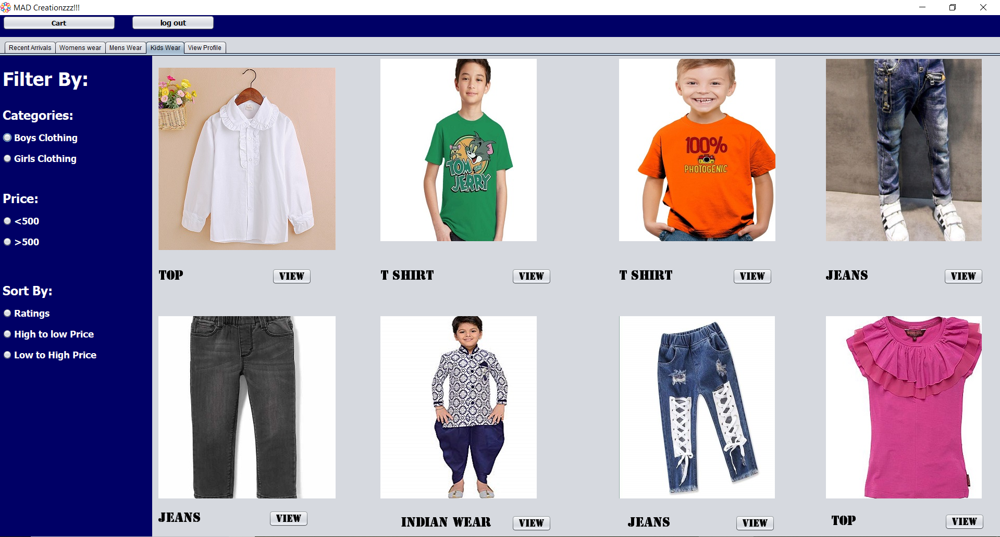 MAD Creationzzz!!!
Cart
log out
Recent Arrivals
Womens wear
Mens Wear
Kids Wear
View Profile
Filter By:
Categories:
Boys Clothing
Girls Clothing
Price:
<500
>500
Sort By:
Ratings
High to low Price
Low to High Price
TOM and
JERRY
100%
PHOTOGENIC
TOP
VIEW
T SHIRT
VIEW
T SHIRT
VIEW
JEANS
VIEW
JEANS
VIEW
INDIAN WEAR
VIEW
JEANS
VIEW
TOP
VIEW